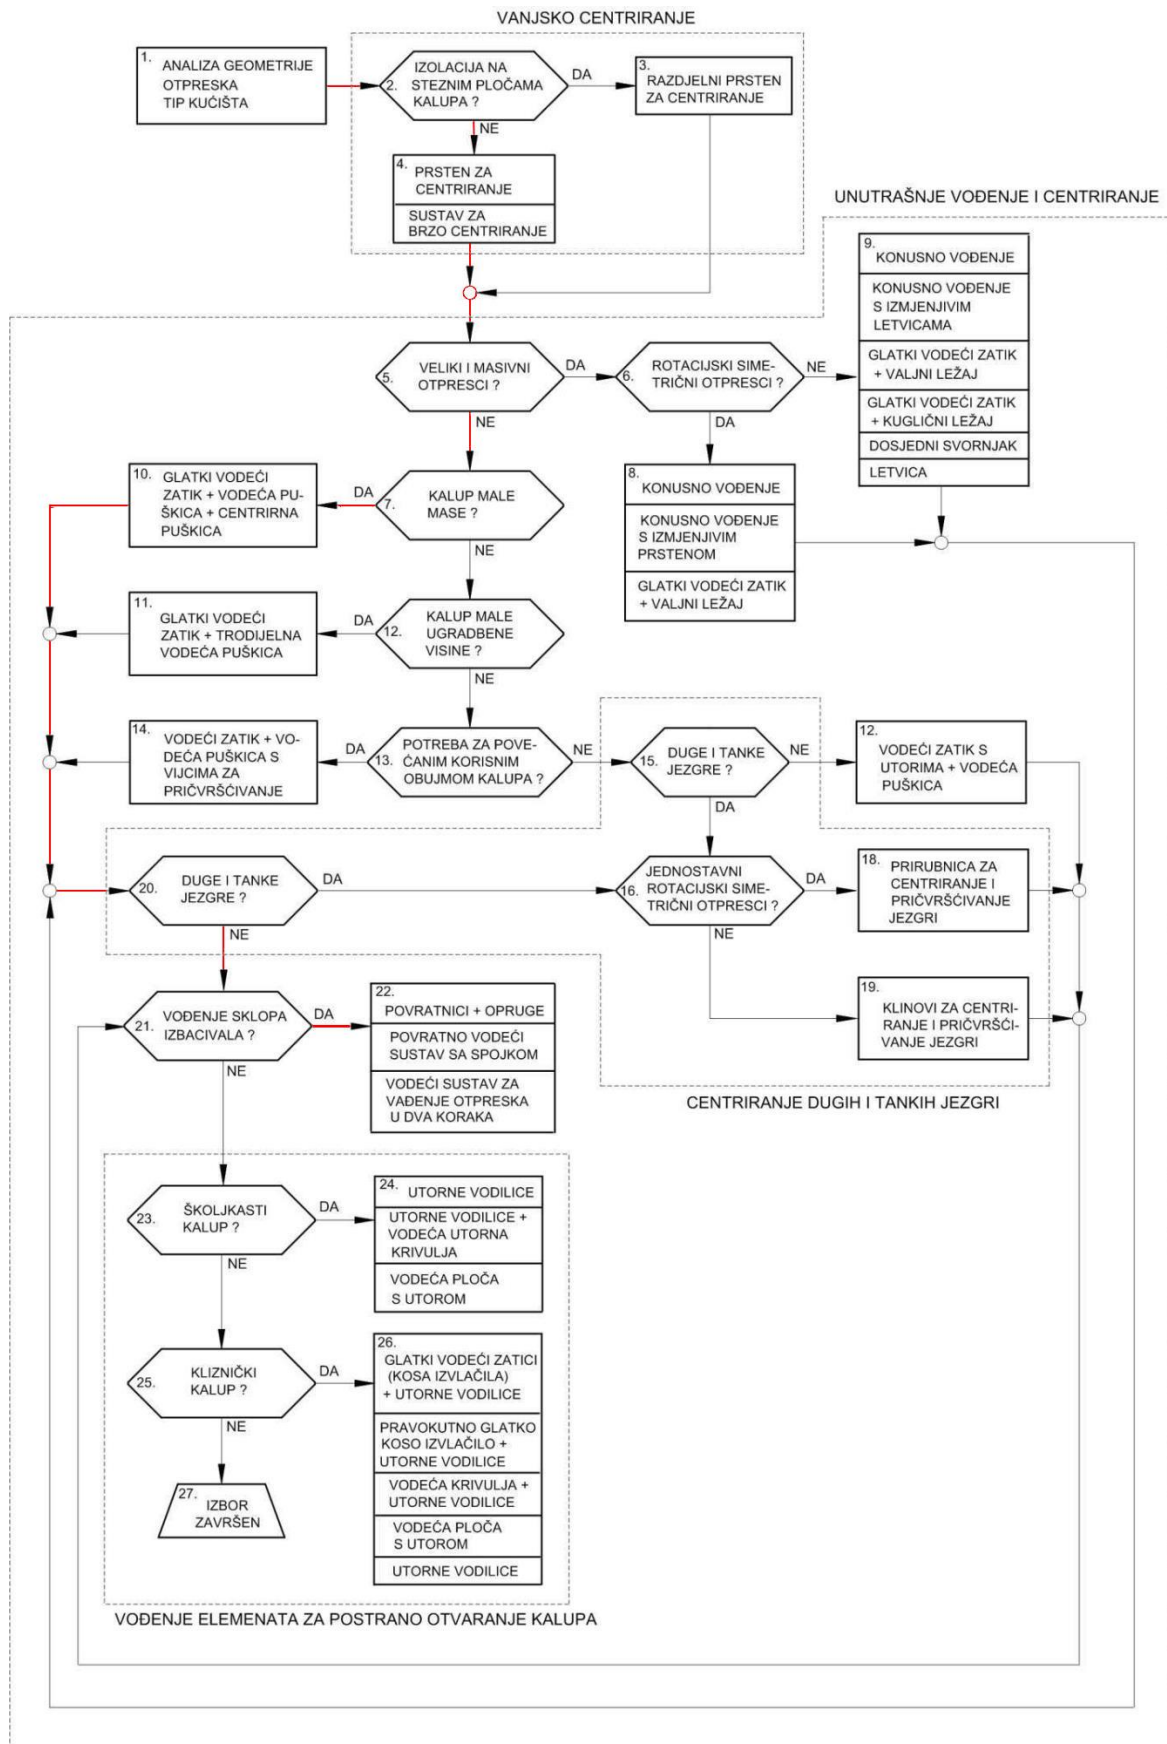 VANJSKO CENTRIRANJE
1. ANALIZA GEOMETRIJE
OTPRESKA
TIP KUĆIŠTA
IZOLACIJA NA
2. STEZNIM PLOČAMA
KALUPA ?
DA
NE
3.
RAZDJELNI PRSTEN
ZA CENTRIRANJE
4.
PRSTEN ZA
CENTRIRANJE
SUSTAV ZA
BRZO CENTRIRANJE
UNUTRAŠNJE VOĐENJE I CENTRIRANJE
5. VELIKI I MASIVNI
OTPRESCI ?
DA
NE
6. ROTACIJSKI SIME-
TRIČNI OTPRESCI ?
NE
DA
9.
KONUSNO VOĐENJE
KONUSNO VOĐENJE
S IZMJENJIVIM
LETVICAMA
GLATKI VODEĆI ZATIK
+ VALJNI LEŽAJ
GLATKI VODEĆI ZATIK
+ KUGLIČNI LEŽAJ
DOSJEDNI SVORNJAK
LETVICA
8.
KONUSNO VOĐENJE
KONUSNO VOĐENJE
S IZMJENJIVIM
PRSTENOM
GLATKI VODEĆI ZATIK
+ VALJNI LEŽAJ
10. GLATKI VODEĆI
ZATIK + VODEĆA PU-
ŠKICA + CENTRIRNA
PUŠKICA
DA
7. KALUP MALE
MASE ?
NE
11.
GLATKI VODEĆI
ZATIK + TRODIJELNA
VODEĆA PUŠKICA
DA
KALUP MALE
12. UGRADBENE
VISINE ?
NE
14.
VODEĆI ZATIK + VO-
DEĆA PUŠKICA S
VIJCIMA ZA
PRIČVRŠĆIVANJE
DA
13. POTREBA ZA POVE-
ĆANIM KORISNIM
OBUJMOM KALUPA ?
NE
15. DUGE I TANKE
JEZGRE ?
NE
DA
12.
VODEĆI ZATIK S
UTORIMA + VODEĆA
PUŠKICA
20. DUGE I TANKE
JEZGRE ?
DA
NE
JEDNOSTAVNI
16. ROTACIJSKI SIME-
TRIČNI OTPRESCI ?
DA
NE
18.
PRIRUBNICA ZA
CENTRIRANJE I
PRIČVRŠĆIVANJE
JEZGRI
19.
KLINOVI ZA CENTRI-
RANJE I PRIČVRŠĆI-
VANJE JEZGRI
CENTRIRANJE DUGIH I TANKIH JEZGRI
21. VOĐENJE SKLOPA
IZBACIVALA ?
DA
NE
22.
POVRATNICI + OPRUGE
POVRATNO VODEĆI
SUSTAV SA SPOJKOM
VODEĆI SUSTAV ZA
VAĐENJE OTPRESKA
U DVA KORAKA
23. ŠKOLJKASTI
KALUP ?
DA
NE
24.
UTORNE VODILICE
UTORNE VODILICE +
VODEĆA UTORNA
KRIVULJA
VODEĆA PLOČA
S UTOROM
25. KLIZNIČKI
KALUP ?
DA
NE
26.
GLATKI VODEĆI ZATICI
(KOSA IZVLAČILA)
+ UTORNE VODILICE
PRAVOKUTNO GLATKO
KOSO IZVLAČILO +
UTORNE VODILICE
VODEĆA KRIVULJA +
UTORNE VODILICE
VODEĆA PLOČA
S UTOROM
UTORNE VODILICE
27. IZBOR
ZAVRŠEN
VOĐENJE ELEMENATA ZA POSTRANO OTVARANJE KALUPA